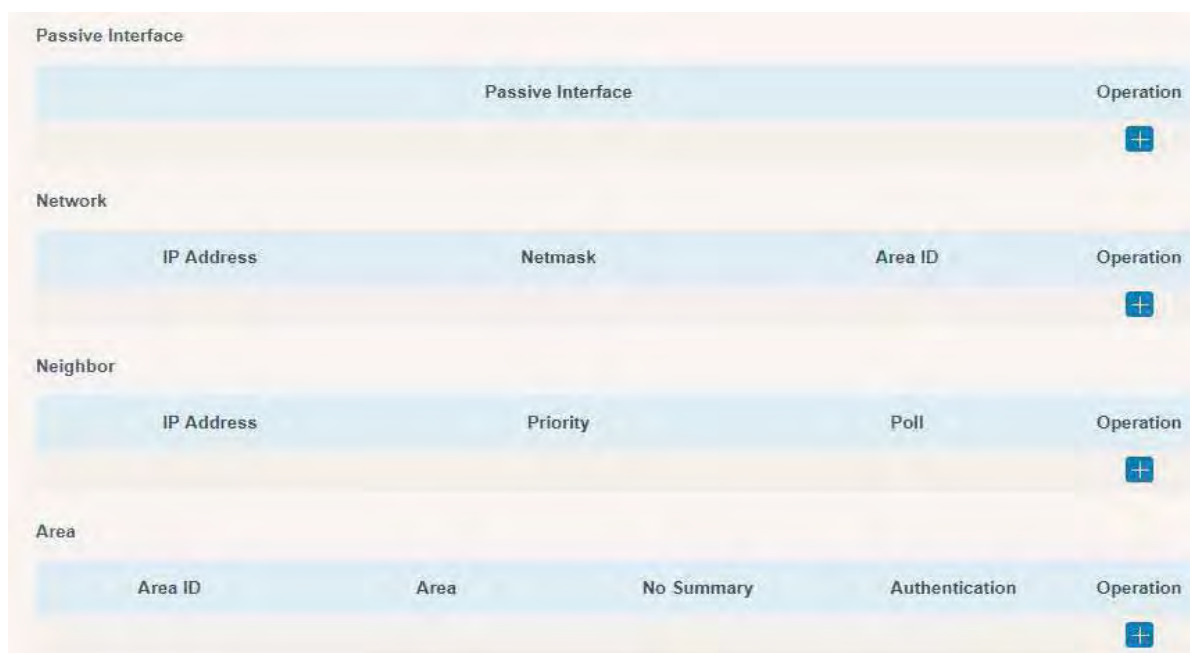 Passive Interface
Passive Interface Operation
Network
IP Address Netmask Area ID Operation
Neighbor
IP Address Priority Poll Operation
Area
Area ID Area No Summary Authentication Operation